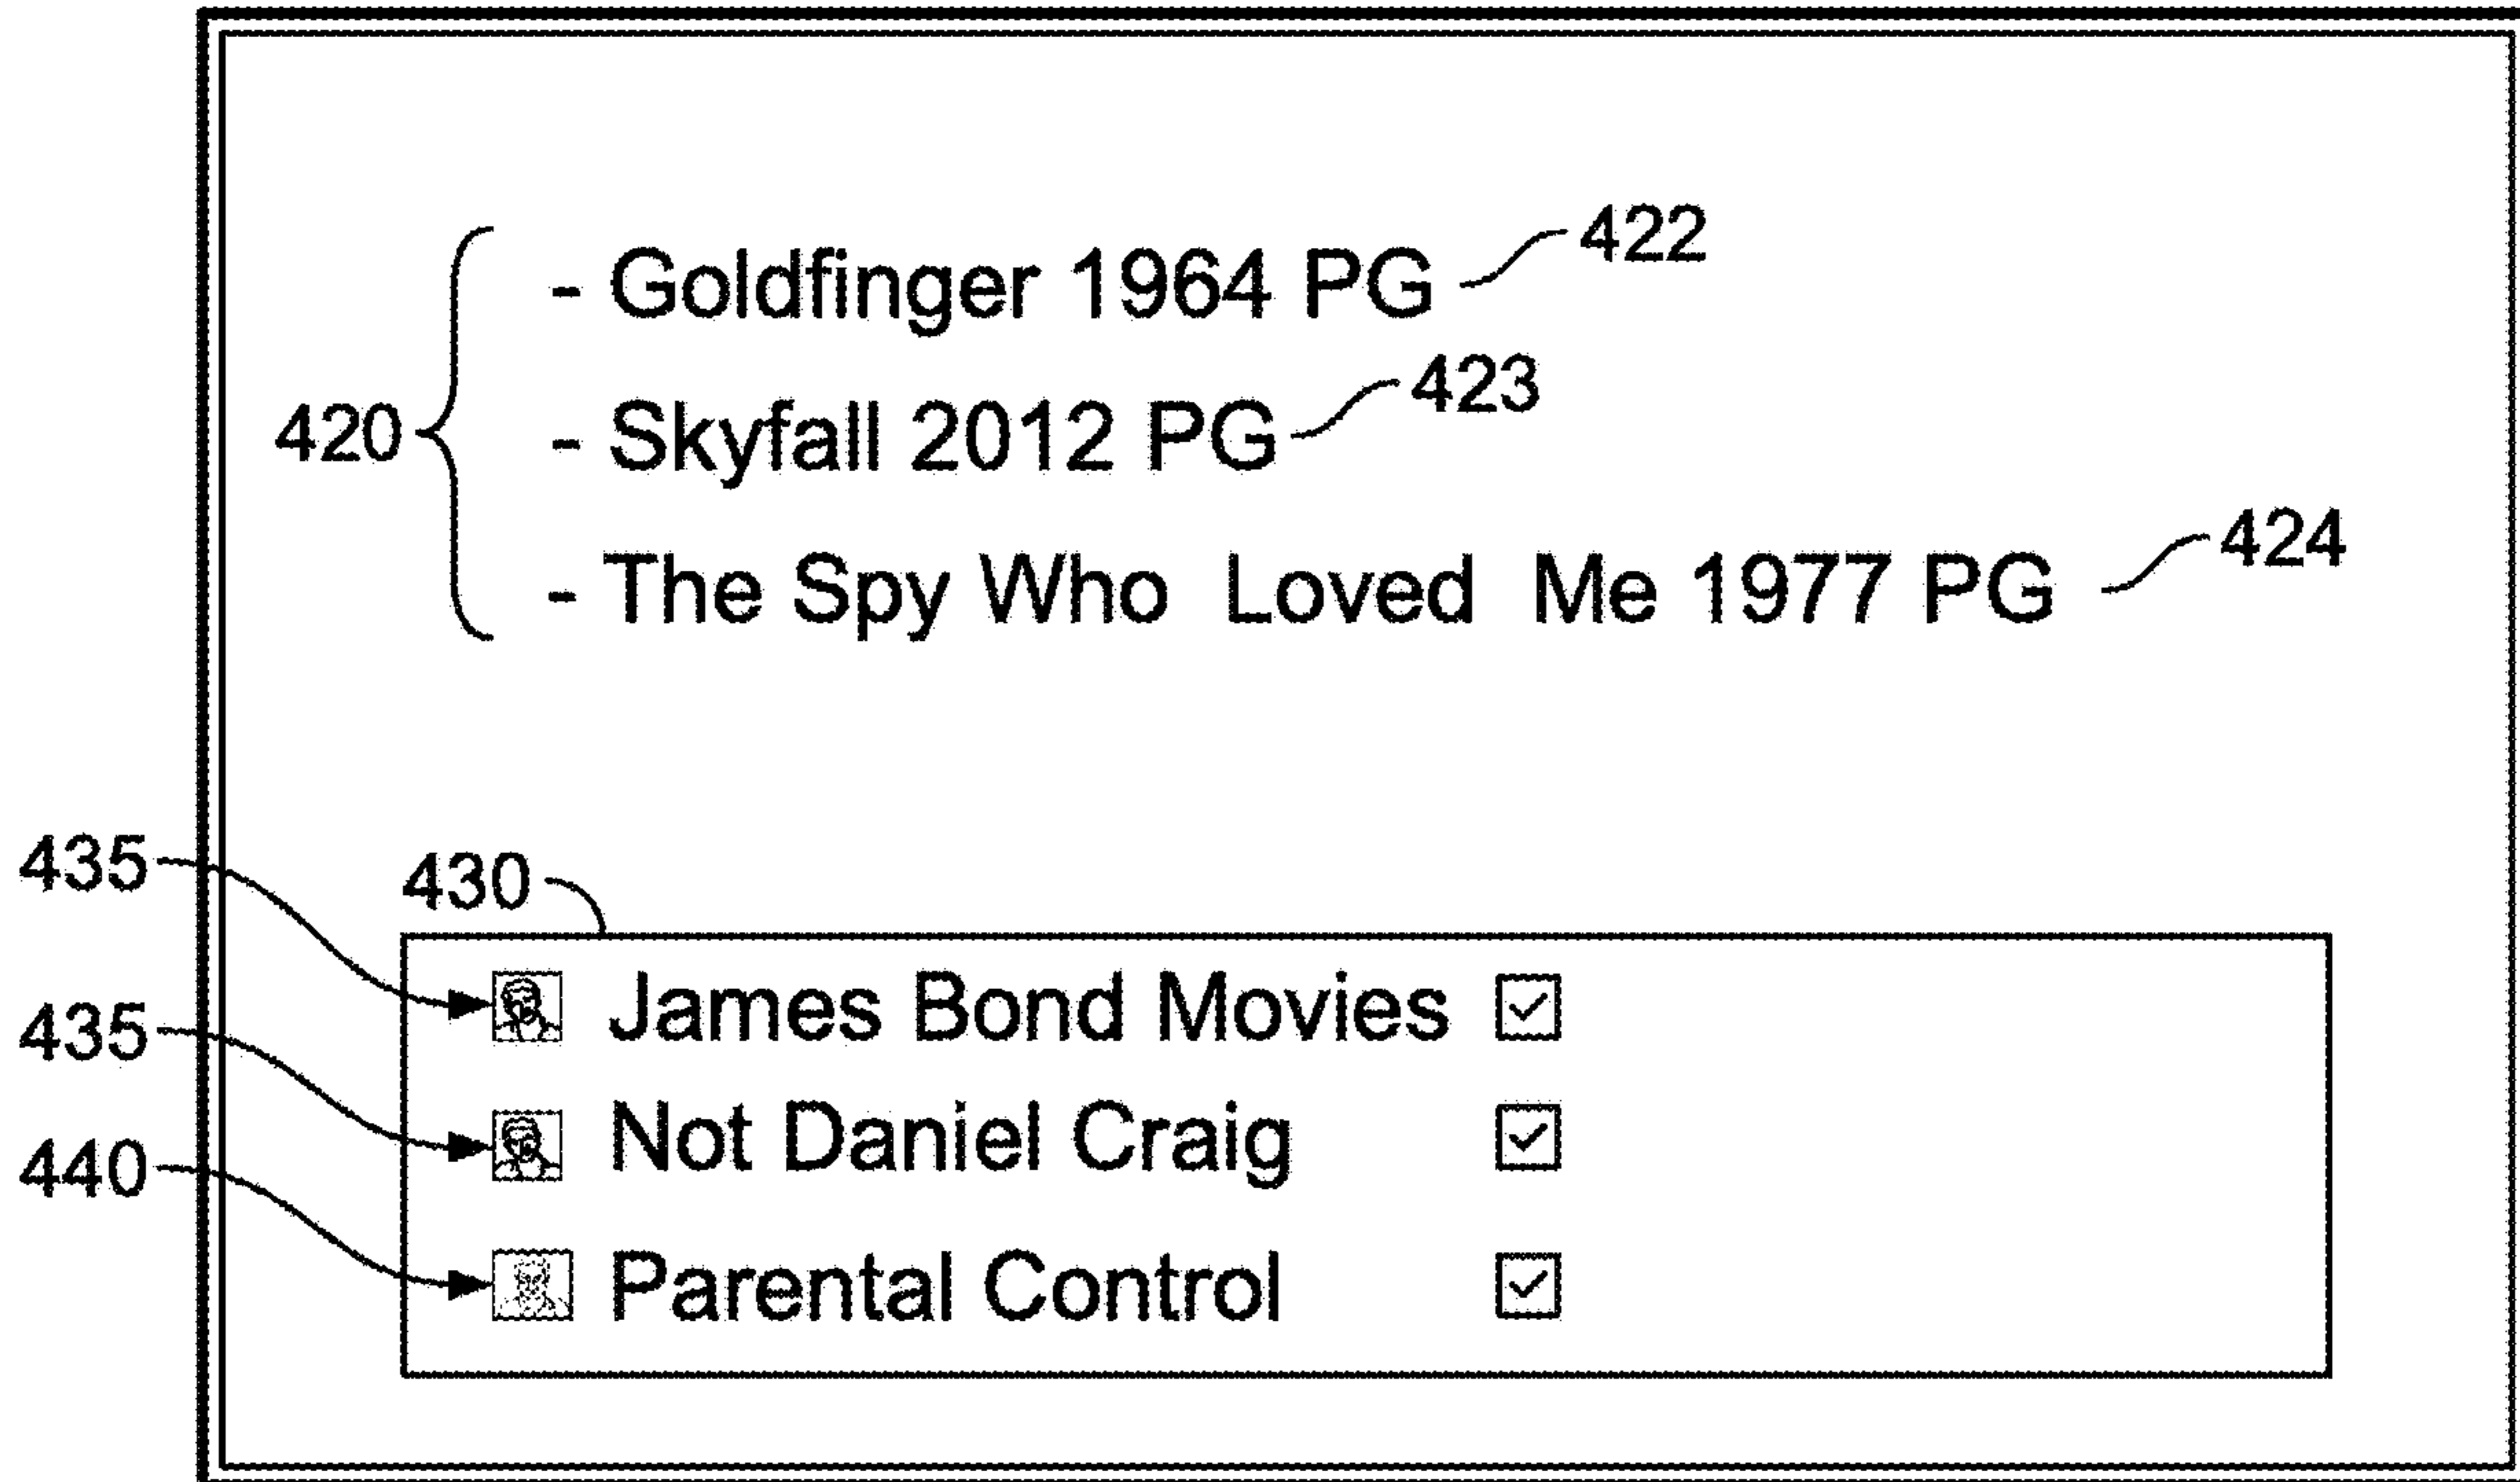 422
- Goldfinger 1964 PG
423
420
- Skyfall 2012 PG
424
- The Spy Who Loved Me 1977 PG
435
430
James Bond Movies
435
Not Daniel Craig
440
Parental Control